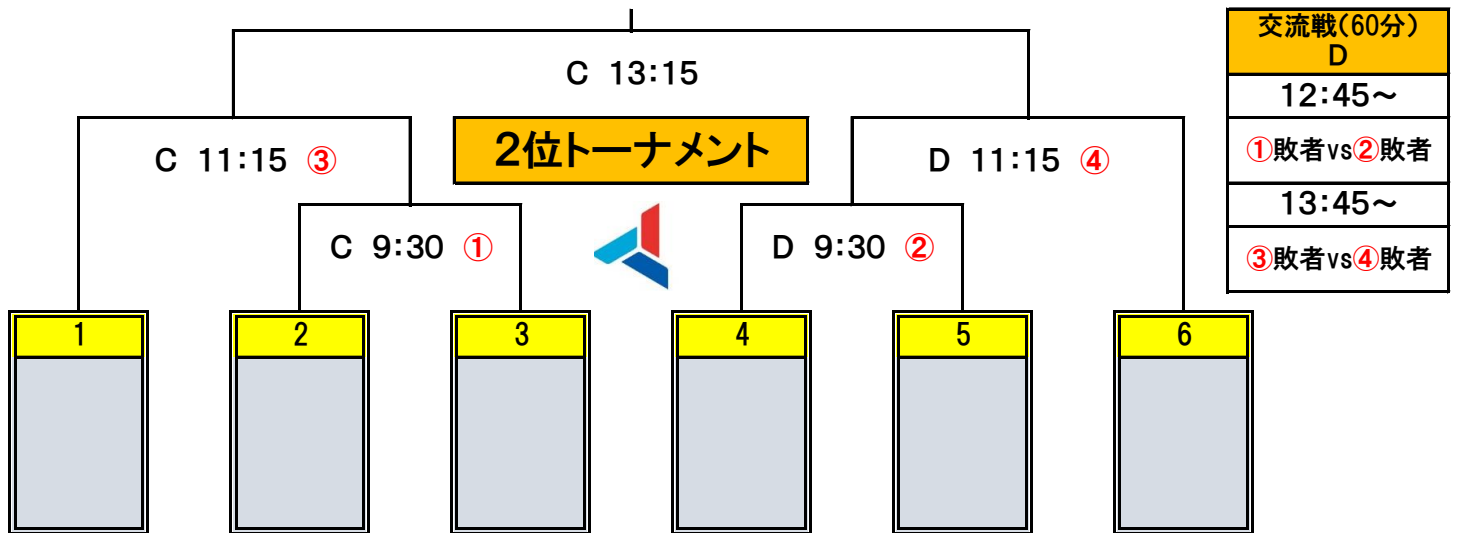 C 13:15
2位トーナメント
C 11:15 ③
D 11:15 ④
C 9:30 ①
D 9:30 ②
1
2
3
4
5
6
交流戦(60分)
D
12:45~
①敗者vs②敗者
13:45~
③敗者vs④敗者